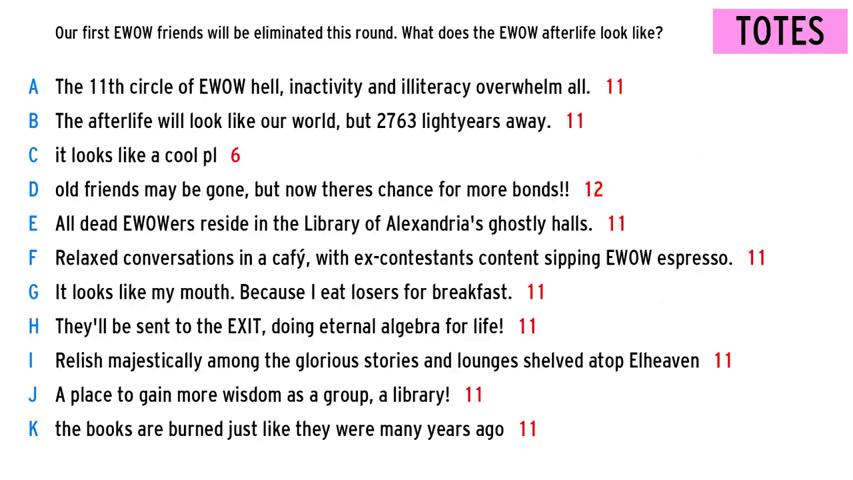 Our first EWOW friends will be eliminated this round. What does the EWOW afterlife look like?
TOTES
A The 11th circle of EWOW hell, inactivity and illiteracy overwhelm all. 11
B The afterlife will look like our world, but 2763 lightyears away. 11
C it looks like a cool pl 6
D old friends may be gone, but now theres chance for more bonds!! 12
E All dead EWOWers reside in the Library of Alexandria's ghostly halls. 11
F Relaxed conversations in a cafý, with ex-contestants content sipping EWOW espresso. 11
G It looks like my mouth. Because I eat losers for breakfast. 11
H They'll be sent to the EXIT, doing eternal algebra for life! 11
I Relish majestically among the glorious stories and lounges shelved atop Elheaven 11
J A place to gain more wisdom as a group, a library! 11
K the books are burned just like they were many years ago 11